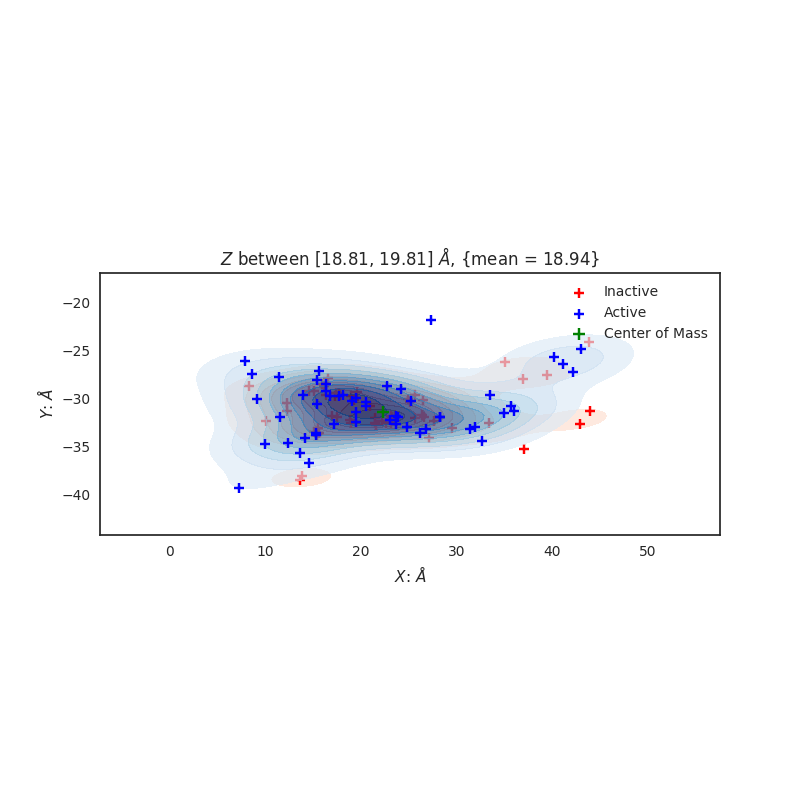 Z between [18.81, 19.81] Å, {mean = 18.94}
Inactive
Active
Center of Mass
−20
−25
−30
−35
−40
Y: Å
0 10 20 30 40 50
X: Å